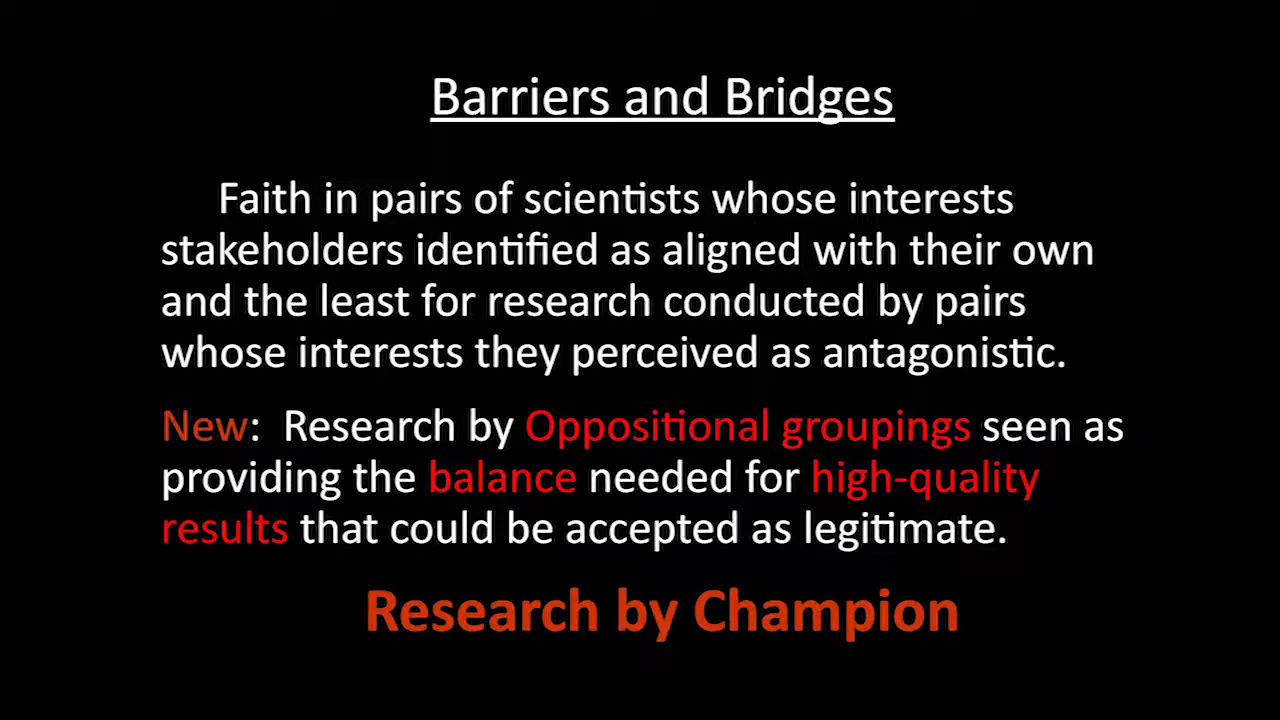 Barriers and Bridges
Faith in pairs of scientists whose interests
stakeholders identified as aligned with their own
and the least for research conducted by pairs
whose interests they perceived as antagonistic.
New:  Research by Oppositional groupings seen as
providing the balance needed for high-quality
results that could be accepted as legitimate.
Research by Champion